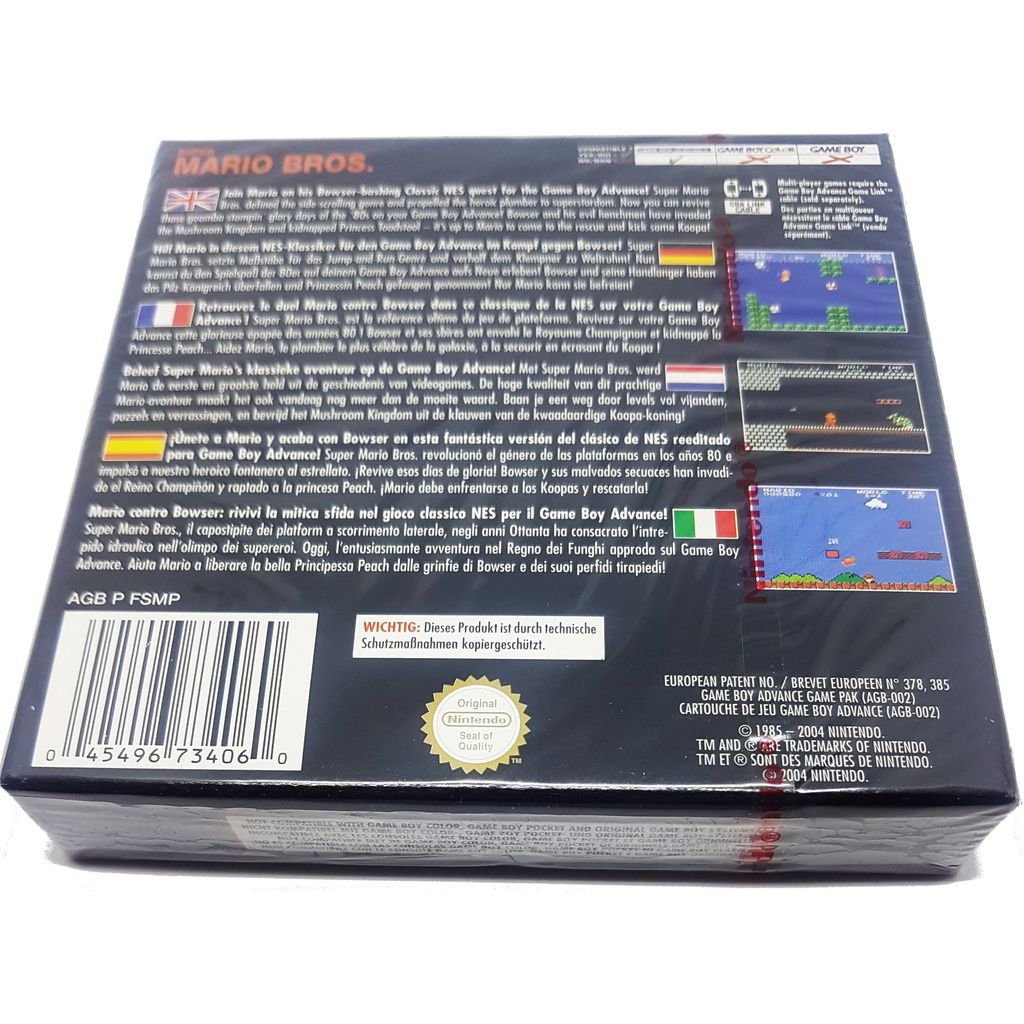 SUPER
MARIO BROS.
GAME BOY COLOR
GAME BOY
Join Mario on his Bowser-bashing Classic NES quest for the Game Boy Advance! Super Mario
Bros. defined the side scrolling genre and propelled the heroic plumber to superstardom. Now you can revive
those goomba stampin' glory days of the '80s on your Game Boy Advance! Bowser and his evil henchmen have invaded
the Mushroom Kingdom and kidnapped Princess Toadstool – it's up to Mario to come to the rescue and kick some Koopa!
GBA LINK
CABLE
Multi-player games require the
Game Boy Advance Game Link™
cable (sold separately).
Des parties en multijoueur
nécessitent le câble Game Boy
Advance Game Link™ (vendu
séparément).
Hilf Mario in diesem NES-Klassiker für den Game Boy Advance im Kampf gegen Bowser! Super
Mario Bros. setzte Maßstäbe für das Jump and Run Genre und verhalf dem Klempner zu Weltruhm! Nun
kannst du den Spielspaß der 80er auf deinem Game Boy Advance aufs Neue erleben! Bowser und seine Handlanger haben
das Pilz Königreich überfallen und Prinzessin Peach gefangen genommen! Nur Mario kann sie befreien!
Retrouvez le duel Mario contre Bowser dans ce classique de la NES sur votre Game Boy
Advance ! Super Mario Bros. est la référence ultime du jeu de plateforme. Revivez sur votre Game Boy
Advance cette glorieuse épopée des années 80 ! Bowser et ses sbires ont envahi le Royaume Champignon et kidnappé la
Princesse Peach... Aidez Mario, le plombier le plus célèbre de la galaxie, à la secourir en écrasant du Koopa !
Beleef Super Mario's klassieke avontuur op de Game Boy Advance! Met Super Mario Bros. werd
Mario de eerste en grootste held uit de geschiedenis van videogames. De hoge kwaliteit van dit prachtige
Mario-avontuur maakt het ook vandaag nog meer dan de moeite waard. Baan je een weg door levels vol vijanden,
puzzels en verrassingen, en bevrijd het Mushroom Kingdom uit de klauwen van de kwaadaardige Koopa-koning!
¡Únete a Mario y acaba con Bowser en esta fantástica versión del clásico de NES reeditado
para Game Boy Advance! Super Mario Bros. revolucionó el género de las plataformas en los años 80 e
impulsó a nuestro heroico fontanero al estrellato. ¡Revive esos días de gloria! Bowser y sus malvados secuaces han invadi-
do el Reino Champiñón y raptado a la princesa Peach. ¡Mario debe enfrentarse a los Koopas y rescatarla!
Mario contro Bowser: rivivi la mitica sfida nel gioco classico NES per il Game Boy Advance!
Super Mario Bros., il capostipite dei platform a scorrimento laterale, negli anni Ottanta ha consacrato l'intre-
pido idraulico nell'olimpo dei supereroi. Oggi, l'entusiasmante avventura nel Regno dei Funghi approda sul Game Boy
Advance. Aiuta Mario a liberare la bella Principessa Peach dalle grinfie di Bowser e dei suoi perfidi tirapiedi!
MARIO WORLD TIME
AGB P FSMP
0 45496 73406 0
WICHTIG: Dieses Produkt ist durch technische
Schutzmaßnahmen kopiergeschützt.
Original
Nintendo
Seal of
Quality
TM
EUROPEAN PATENT NO. / BREVET EUROPEEN N° 378, 385
GAME BOY ADVANCE GAME PAK (AGB-002)
CARTOUCHE DE JEU GAME BOY ADVANCE (AGB-002)
© 1985 – 2004 NINTENDO.
TM AND ® ARE TRADEMARKS OF NINTENDO.
TM ET ® SONT DES MARQUES DE NINTENDO.
© 2004 NINTENDO.
NOT COMPATIBLE WITH GAME BOY COLOR, GAME BOY POCKET AND ORIGINAL GAME BOY